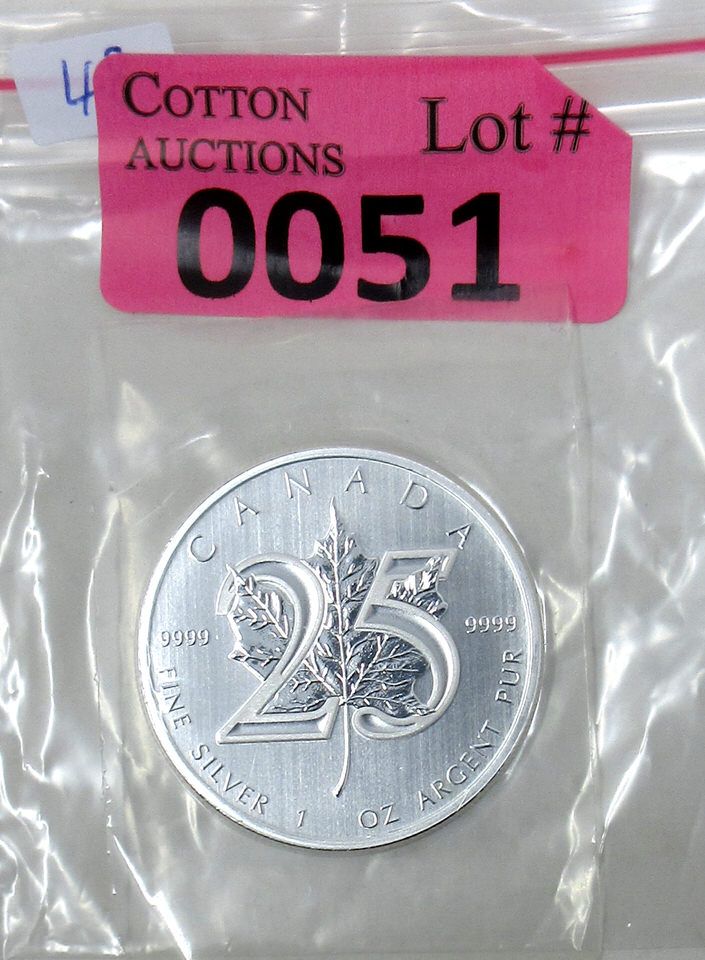 COTTON
AUCTIONS
Lot #
0051
CANADA
25
9999
9999
FINE SILVER 1 OZ ARGENT PUR